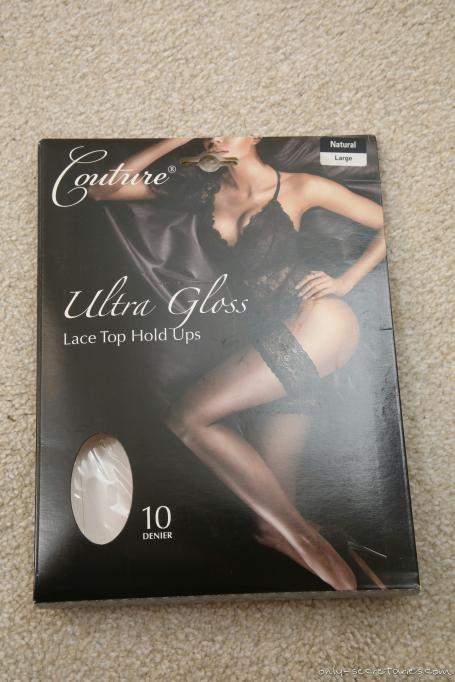 Natural
Large
Couture®
Ultra Gloss
Lace Top Hold Ups
10
DENIER
only-secretaries.com